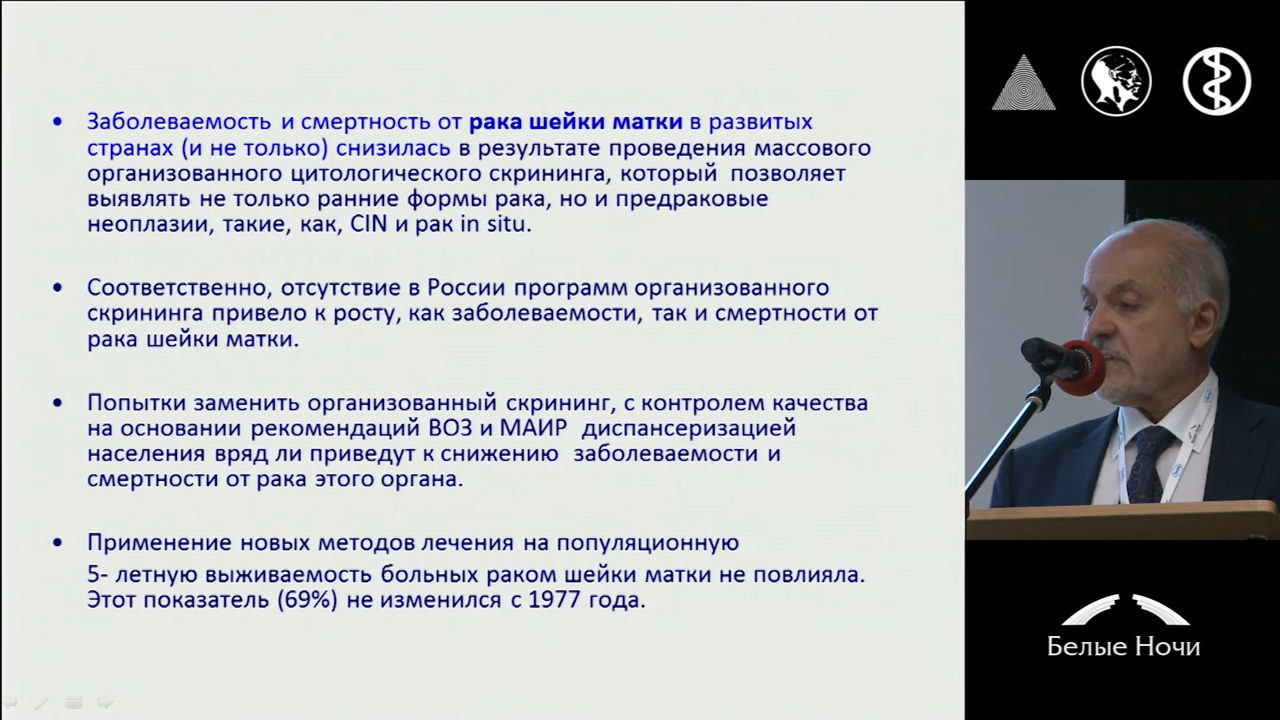 • Заболеваемость и смертность от рака шейки матки в развитых
странах (и не только) снизилась в результате проведения массового
организованного цитологического скрининга, который позволяет
выявлять не только ранние формы рака, но и предраковые
неоплазии, такие, как, CIN и рак in situ.
• Соответственно, отсутствие в России программ организованного
скрининга привело к росту, как заболеваемости, так и смертности от
рака шейки матки.
• Попытки заменить организованный скрининг, с контролем качества
на основании рекомендаций ВОЗ и МАИР диспансеризацией
населения вряд ли приведут к снижению заболеваемости и
смертности от рака этого органа.
• Применение новых методов лечения на популяционную
5- летную выживаемость больных раком шейки матки не повлияла.
Этот показатель (69%) не изменился с 1977 года.
Белые Ночи